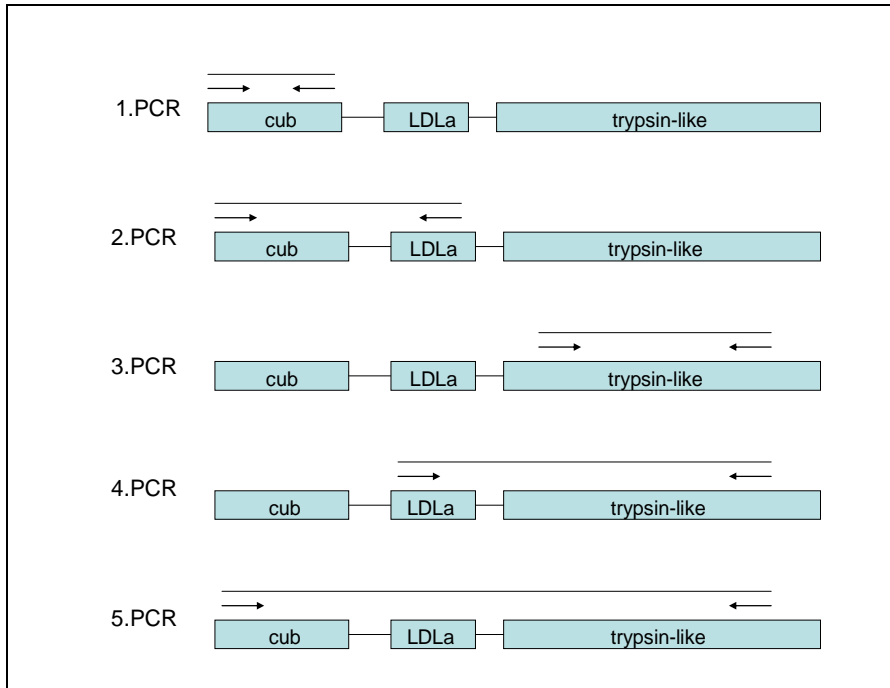 1.PCR
cub LDLa trypsin-like
2.PCR
cub LDLa trypsin-like
3.PCR
cub LDLa trypsin-like
4.PCR
cub LDLa trypsin-like
5.PCR
cub LDLa trypsin-like